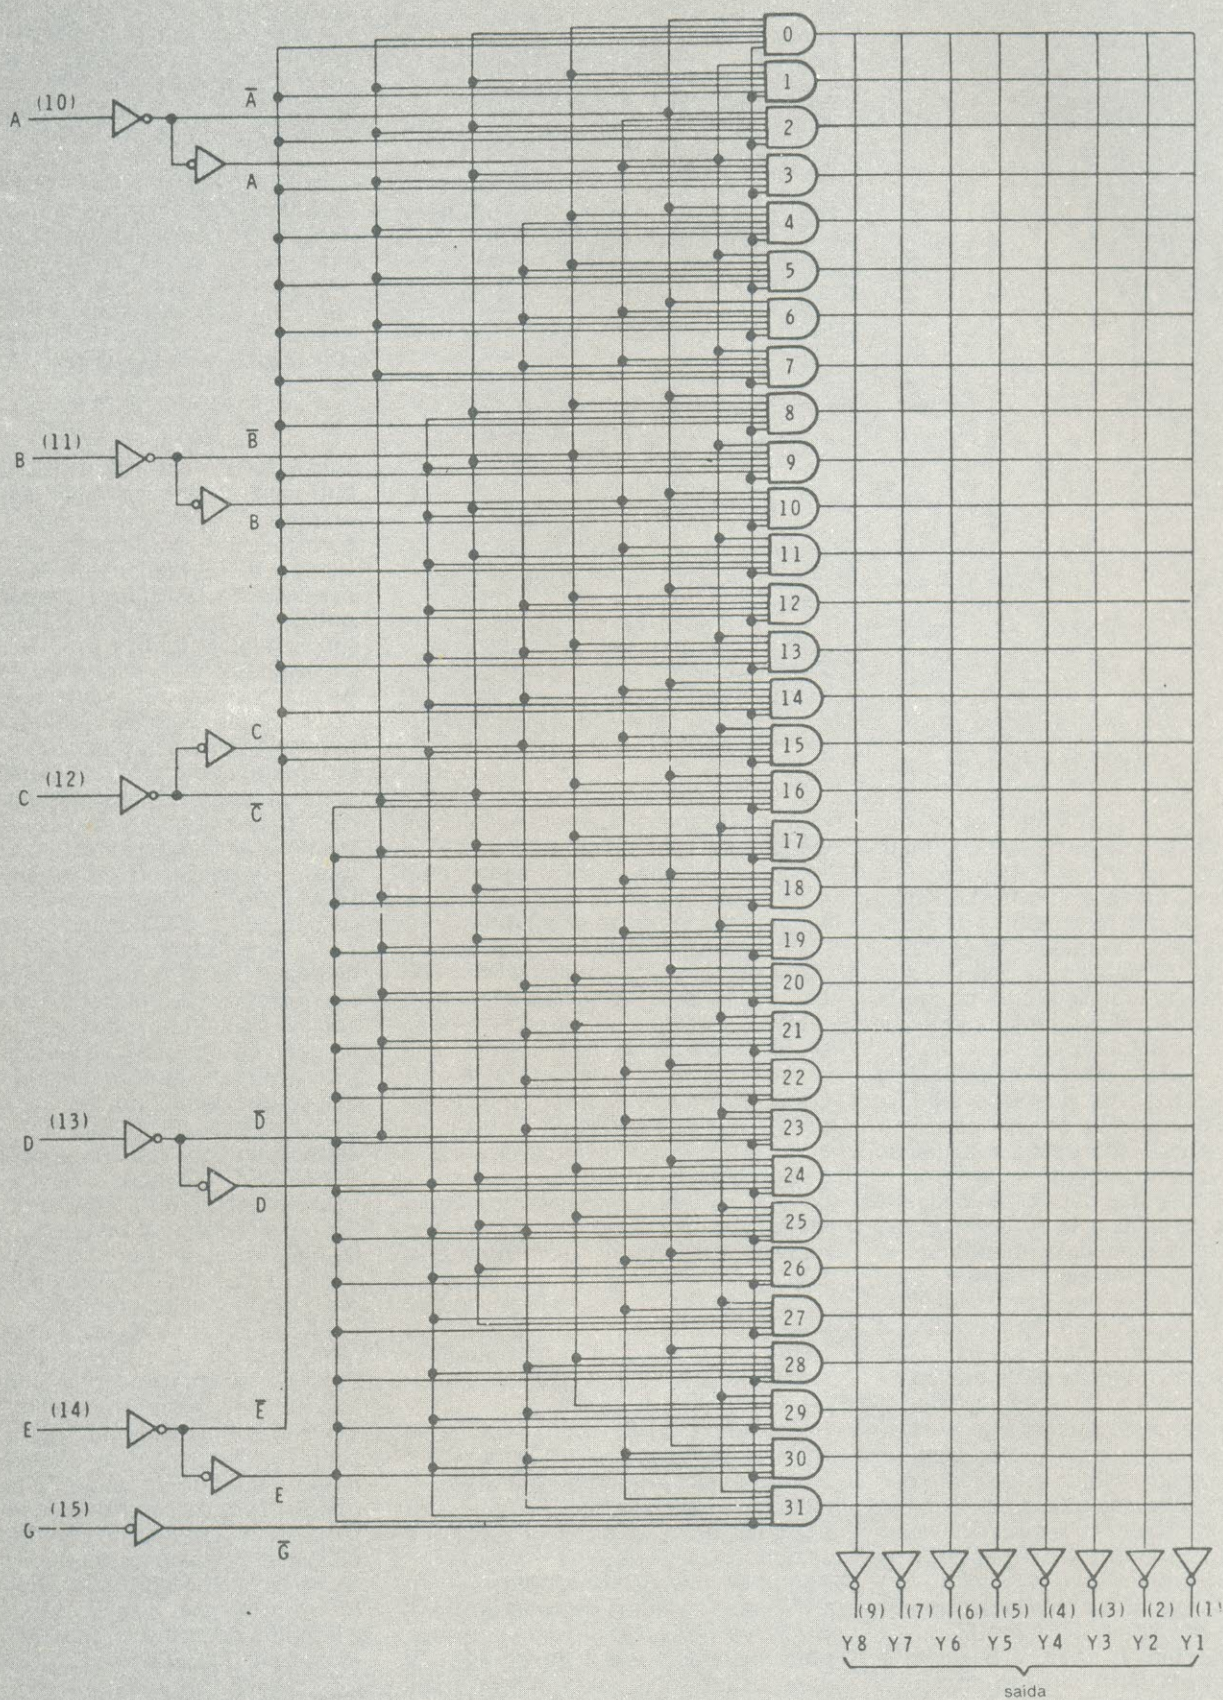 0
1
A (10) A̅
2
A
3
4
5
6
7
8
B (11) B̅
9
B
10
11
12
13
14
C
15
C (12) C̅
16
17
18
19
20
21
22
D (13) D̅
23
D
24
25
26
27
28
E (14) E̅
29
E
30
G (15) G̅
31
(9) (7) (6) (5) (4) (3) (2) (1)
Y8 Y7 Y6 Y5 Y4 Y3 Y2 Y1
saida